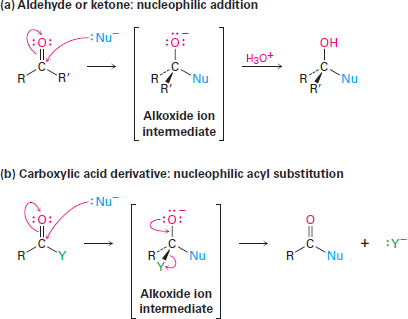 (a) Aldehyde or ketone: nucleophilic addition
:O: :Nu⁻ :Ö:⁻ OH
H3O+
C C C
R R' R Nu R Nu
R' R'
Alkoxide ion
intermediate
(b) Carboxylic acid derivative: nucleophilic acyl substitution
:O: :Nu⁻ :Ö:⁻ O
C C C + :Y⁻
R Y R Nu R Nu
Y
Alkoxide ion
intermediate